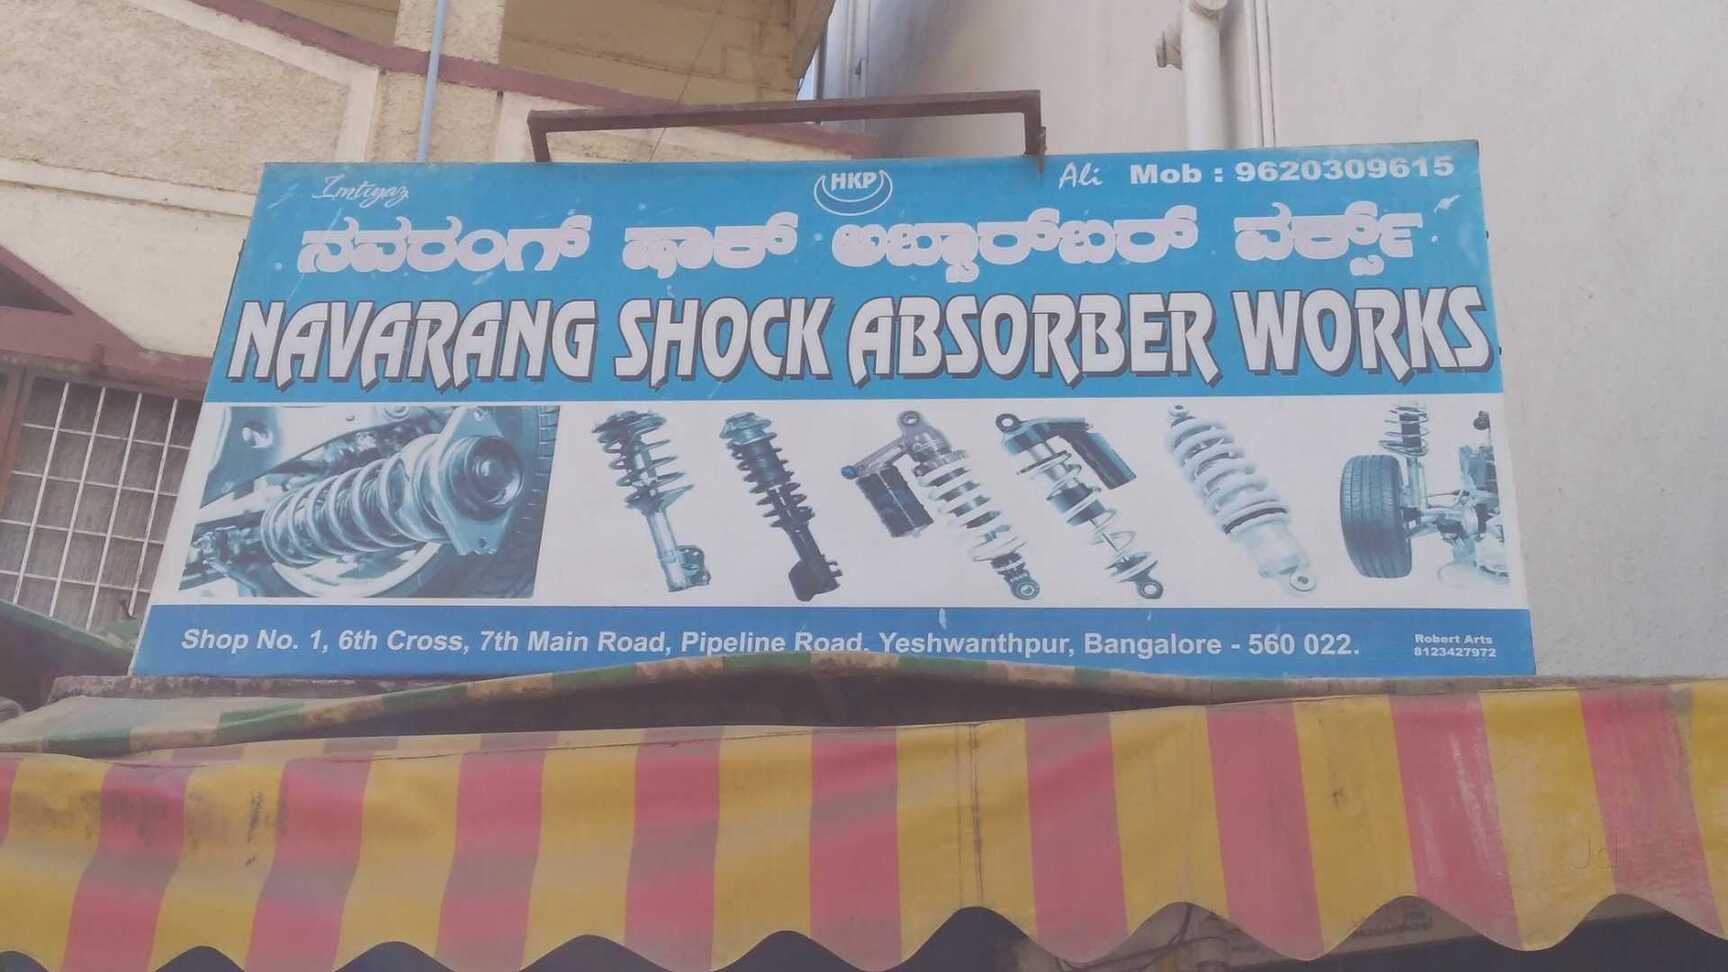 Imtiyaz
HKP
Ali Mob : 9620309615
ನವರಂಗ್ ಷಾಕ್ ಅಬ್ಜಾರ್‌ಬರ್ ವರ್ಕ್ಸ್
NAVARANG SHOCK ABSORBER WORKS
Shop No. 1, 6th Cross, 7th Main Road, Pipeline Road, Yeshwanthpur, Bangalore - 560 022.
Robert Arts
8123427972